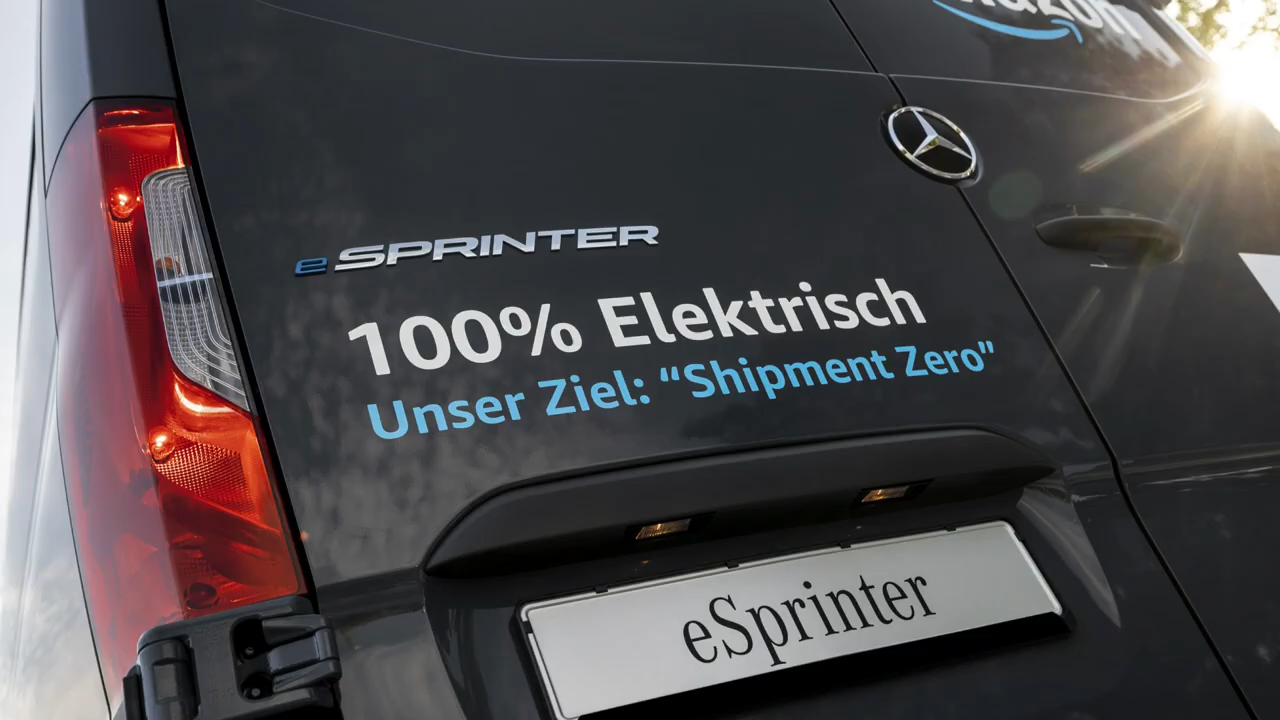 eSPRINTER
100% Elektrisch
Unser Ziel: “Shipment Zero”
eSprinter